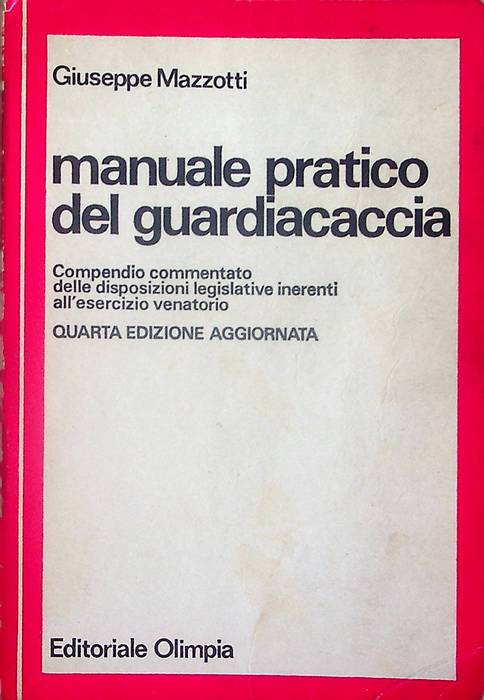 Giuseppe Mazzotti
manuale pratico
del guardiacaccia
Compendio commentato
delle disposizioni legislative inerenti
all'esercizio venatorio
QUARTA EDIZIONE AGGIORNATA
Editoriale Olimpia